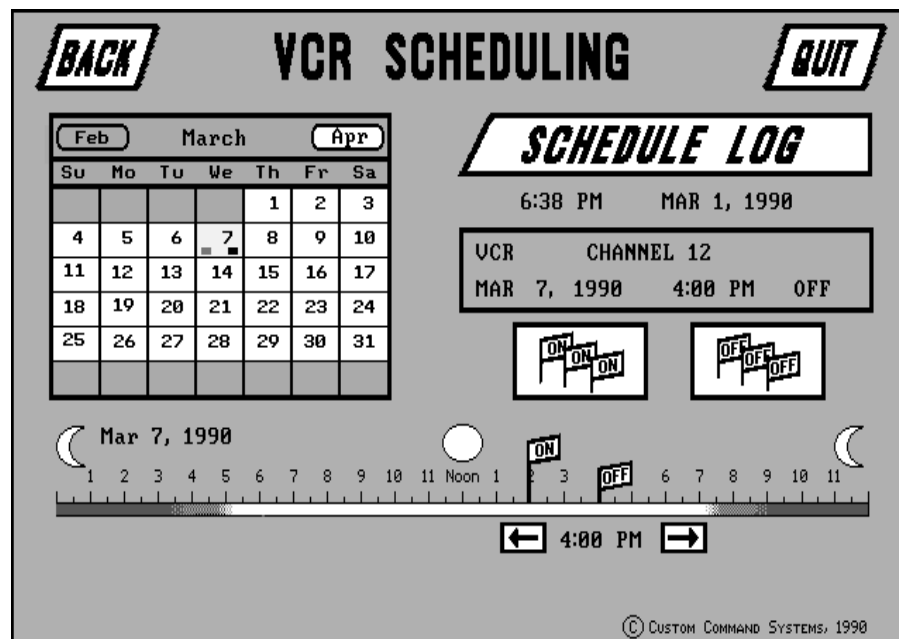 BACK VCR SCHEDULING QUIT
Feb March Apr
Su Mo Tu We Th Fr Sa
1 2 3
4 5 6 7 8 9 10
11 12 13 14 15 16 17
18 19 20 21 22 23 24
25 26 27 28 29 30 31
SCHEDULE LOG
6:38 PM MAR 1, 1990
VCR CHANNEL 12
MAR 7, 1990 4:00 PM OFF
ON ON ON OFF OFF OFF
Mar 7, 1990
ON
OFF
1 2 3 4 5 6 7 8 9 10 11 Noon 1 2 3 6 7 8 9 10 11
4:00 PM
© CUSTOM COMMAND SYSTEMS, 1990